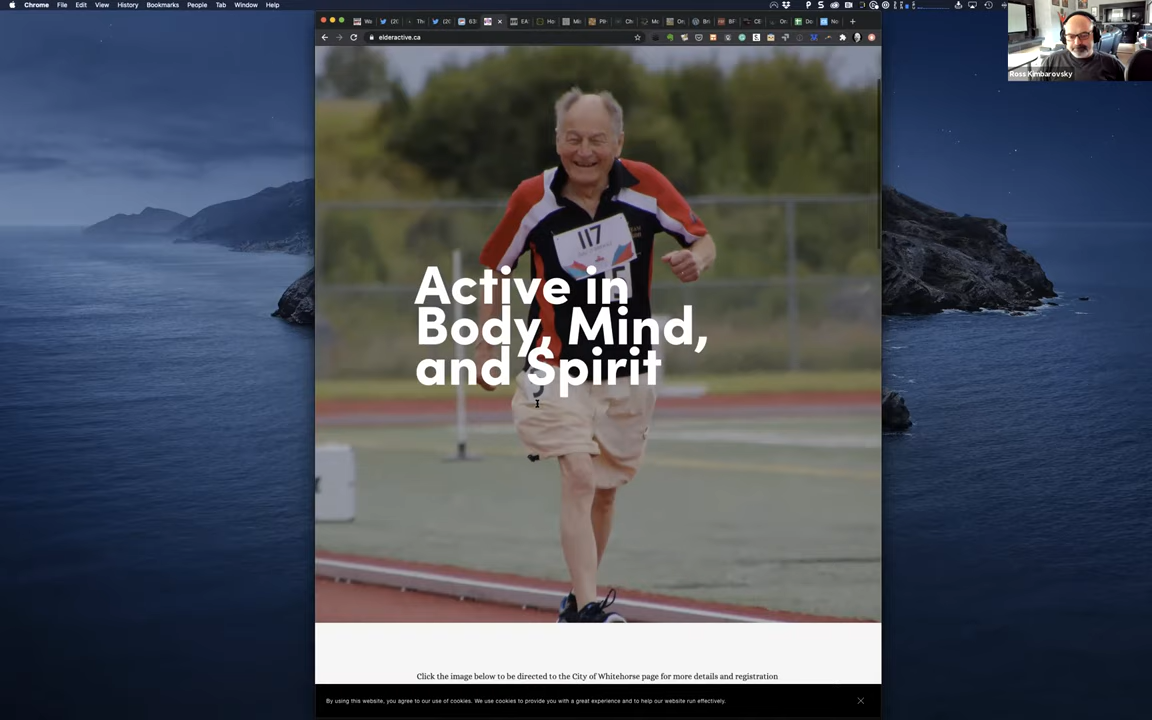 Chrome File Edit View History Bookmarks People Tab Window Help
elderactive.ca
Ross Kimbarovsky
117
Active in
Body, Mind,
and Spirit
Click the image below to be directed to the City of Whitehorse page for more details and registration
By using this website, you agree to our use of cookies. We use cookies to provide you with a great experience and to help our website run effectively.